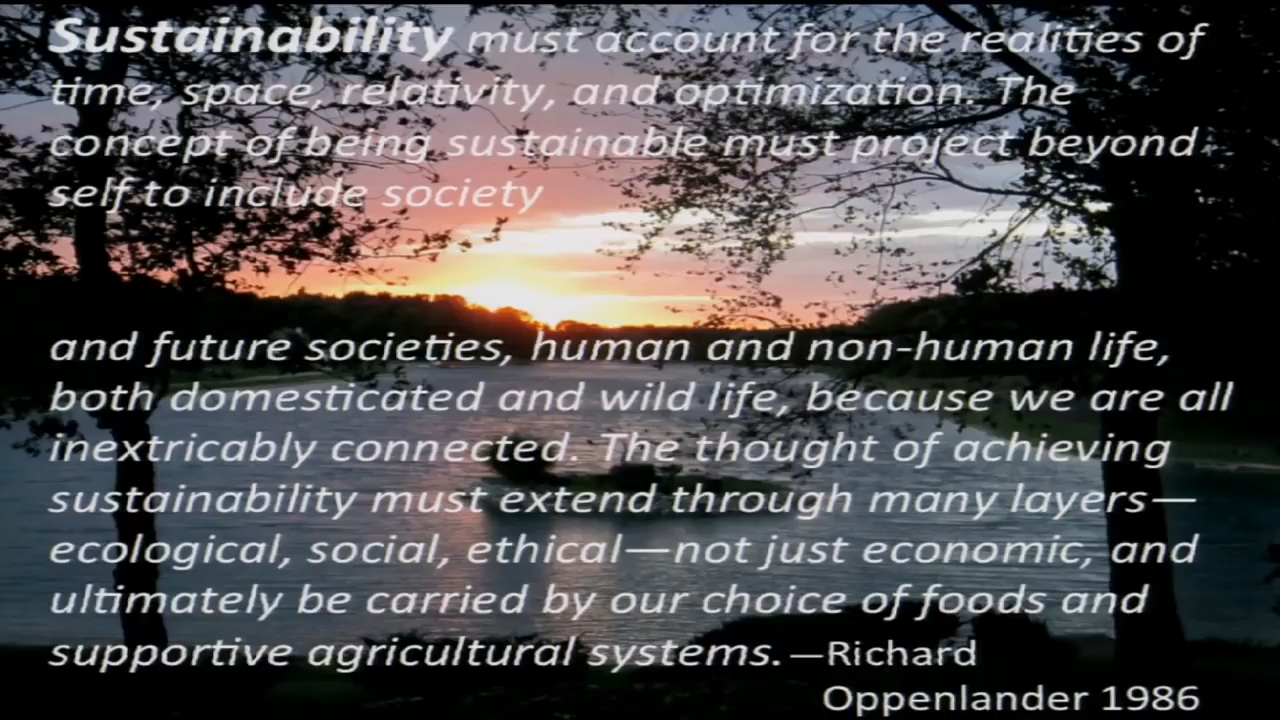 Sustainability must account for the realities of
time, space, relativity, and optimization. The
concept of being sustainable must project beyond
self to include society
and future societies, human and non-human life,
both domesticated and wild life, because we are all
inextricably connected. The thought of achieving
sustainability must extend through many layers—
ecological, social, ethical—not just economic, and
ultimately be carried by our choice of foods and
supportive agricultural systems.—Richard
Oppenlander 1986